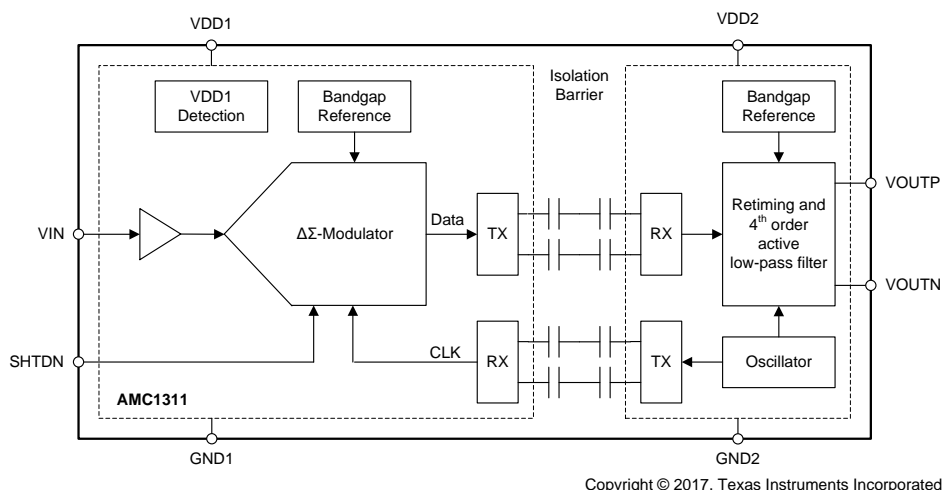 VDD1
VDD2
VDD1
Detection
Bandgap
Reference
Isolation
Barrier
Bandgap
Reference
VIN
ΔΣ-Modulator
Data
TX
RX
Retiming and
4th order
active
low-pass filter
VOUTP
VOUTN
SHTDN
CLK
RX
TX
Oscillator
AMC1311
GND1
GND2
Copyright © 2017, Texas Instruments Incorporated